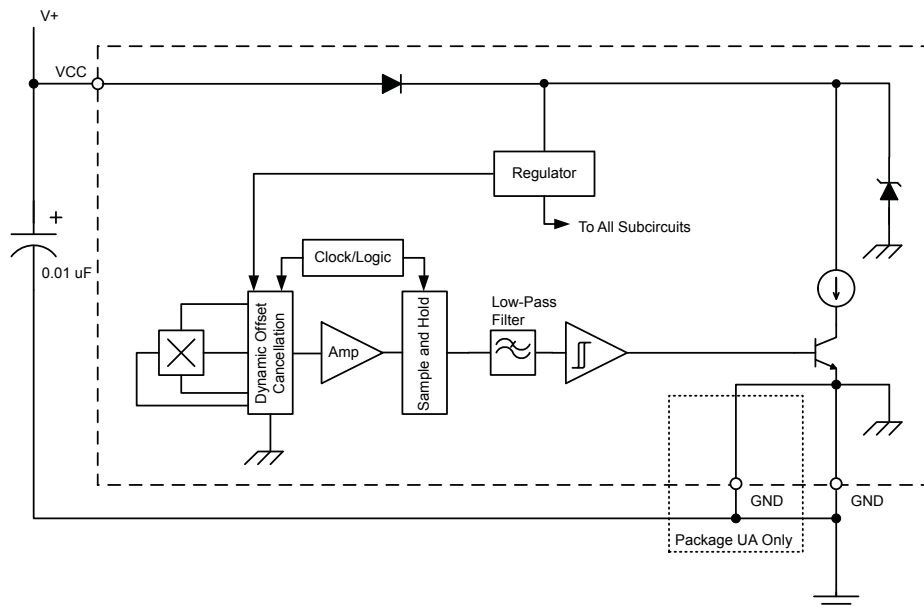 V+
VCC
Regulator
To All Subcircuits
+
0.01 uF
Clock/Logic
Low-Pass
Filter
Dynamic Offset
Cancellation
Amp
Sample and Hold
GND
GND
Package UA Only